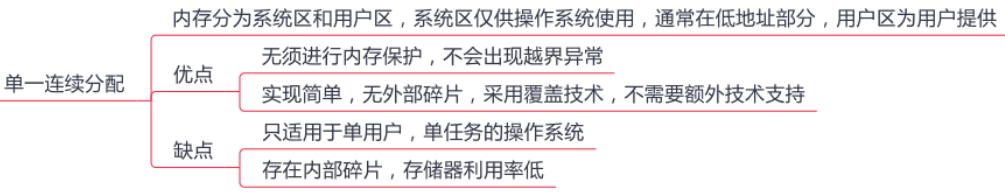 内存分为系统区和用户区，系统区仅供操作系统使用，通常在低地址部分，用户区为用户提供
单一连续分配
优点
无须进行内存保护，不会出现越界异常
实现简单，无外部碎片，采用覆盖技术，不需要额外技术支持
缺点
只适用于单用户，单任务的操作系统
存在内部碎片，存储器利用率低